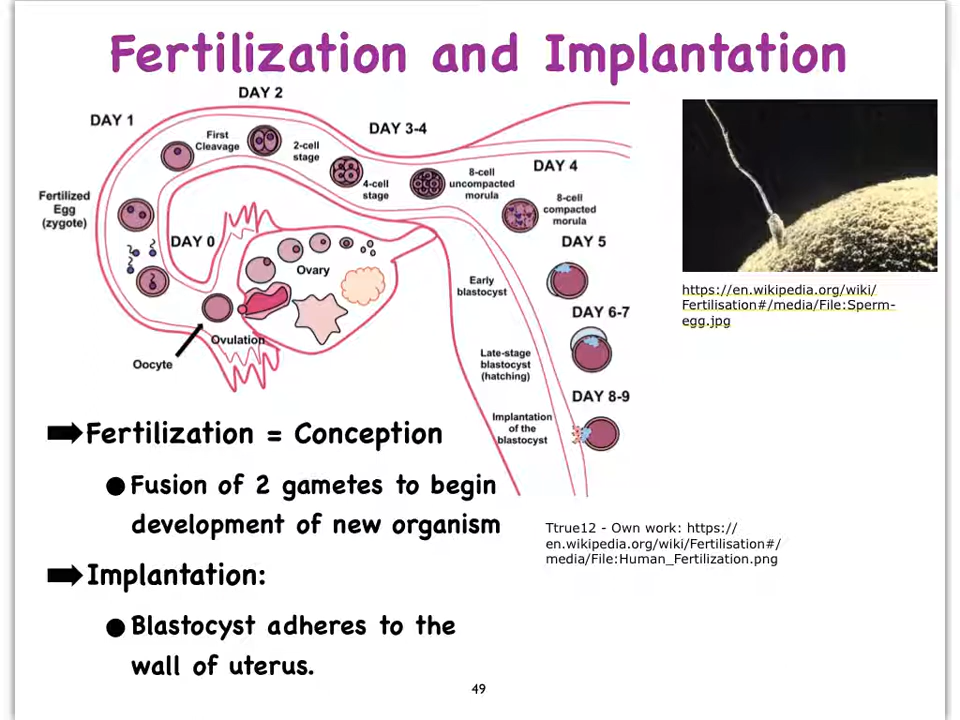 Fertilization and Implantation
DAY 2
DAY 1
DAY 3-4
First
Cleavage
2-cell
stage
4-cell
stage
8-cell
uncompacted
morula
DAY 4
8-cell
compacted
morula
Fertilized
Egg
(zygote)
DAY 0
Ovary
DAY 5
Early
blastocyst
DAY 6-7
Ovulation
Oocyte
Late-stage
blastocyst
(hatching)
DAY 8-9
Implantation
of the
blastocyst
https://en.wikipedia.org/wiki/
Fertilisation#/media/File:Sperm-
egg.jpg
Fertilization = Conception
Fusion of 2 gametes to begin
development of new organism
Ttrue12 - Own work: https://
en.wikipedia.org/wiki/Fertilisation#/
media/File:Human_Fertilization.png
Implantation:
Blastocyst adheres to the
wall of uterus.
49